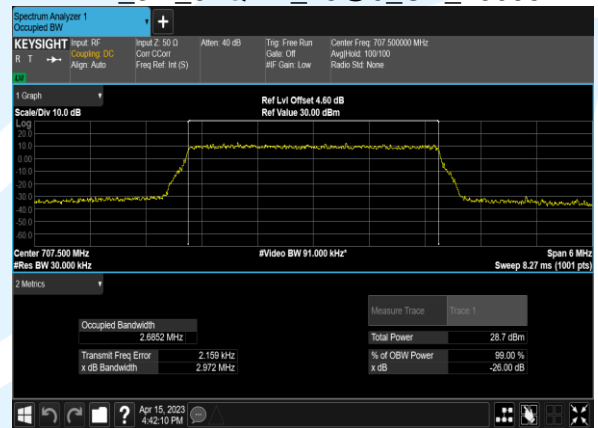 Spectrum Analyzer 1
Occupied BW
KEYSIGHT
R T
Input: RF
Coupling: DC
Align: Auto
Input Z: 50 Ω
Corr CCorr
Freq Ref: Int (S)
Atten: 40 dB
Trig: Free Run
Gate: Off
#IF Gain: Low
Center Freq: 707.500000 MHz
Avg|Hold: 100/100
Radio Std: None
1 Graph
Scale/Div 10.0 dB
Ref Lvl Offset 4.60 dB
Ref Value 30.00 dBm
Log
20.0
10.0
0.00
-10.0
-20.0
-30.0
-40.0
-50.0
-60.0
Center 707.500 MHz
#Res BW 30.000 kHz
#Video BW 91.000 kHz*
Span 6 MHz
Sweep 8.27 ms (1001 pts)
2 Metrics
Measure Trace
Trace 1
Occupied Bandwidth
2.6852 MHz
Total Power
28.7 dBm
Transmit Freq Error
2.159 kHz
% of OBW Power
99.00 %
x dB Bandwidth
2.972 MHz
x dB
-26.00 dB
?
Apr 15, 2023
4:42:10 PM